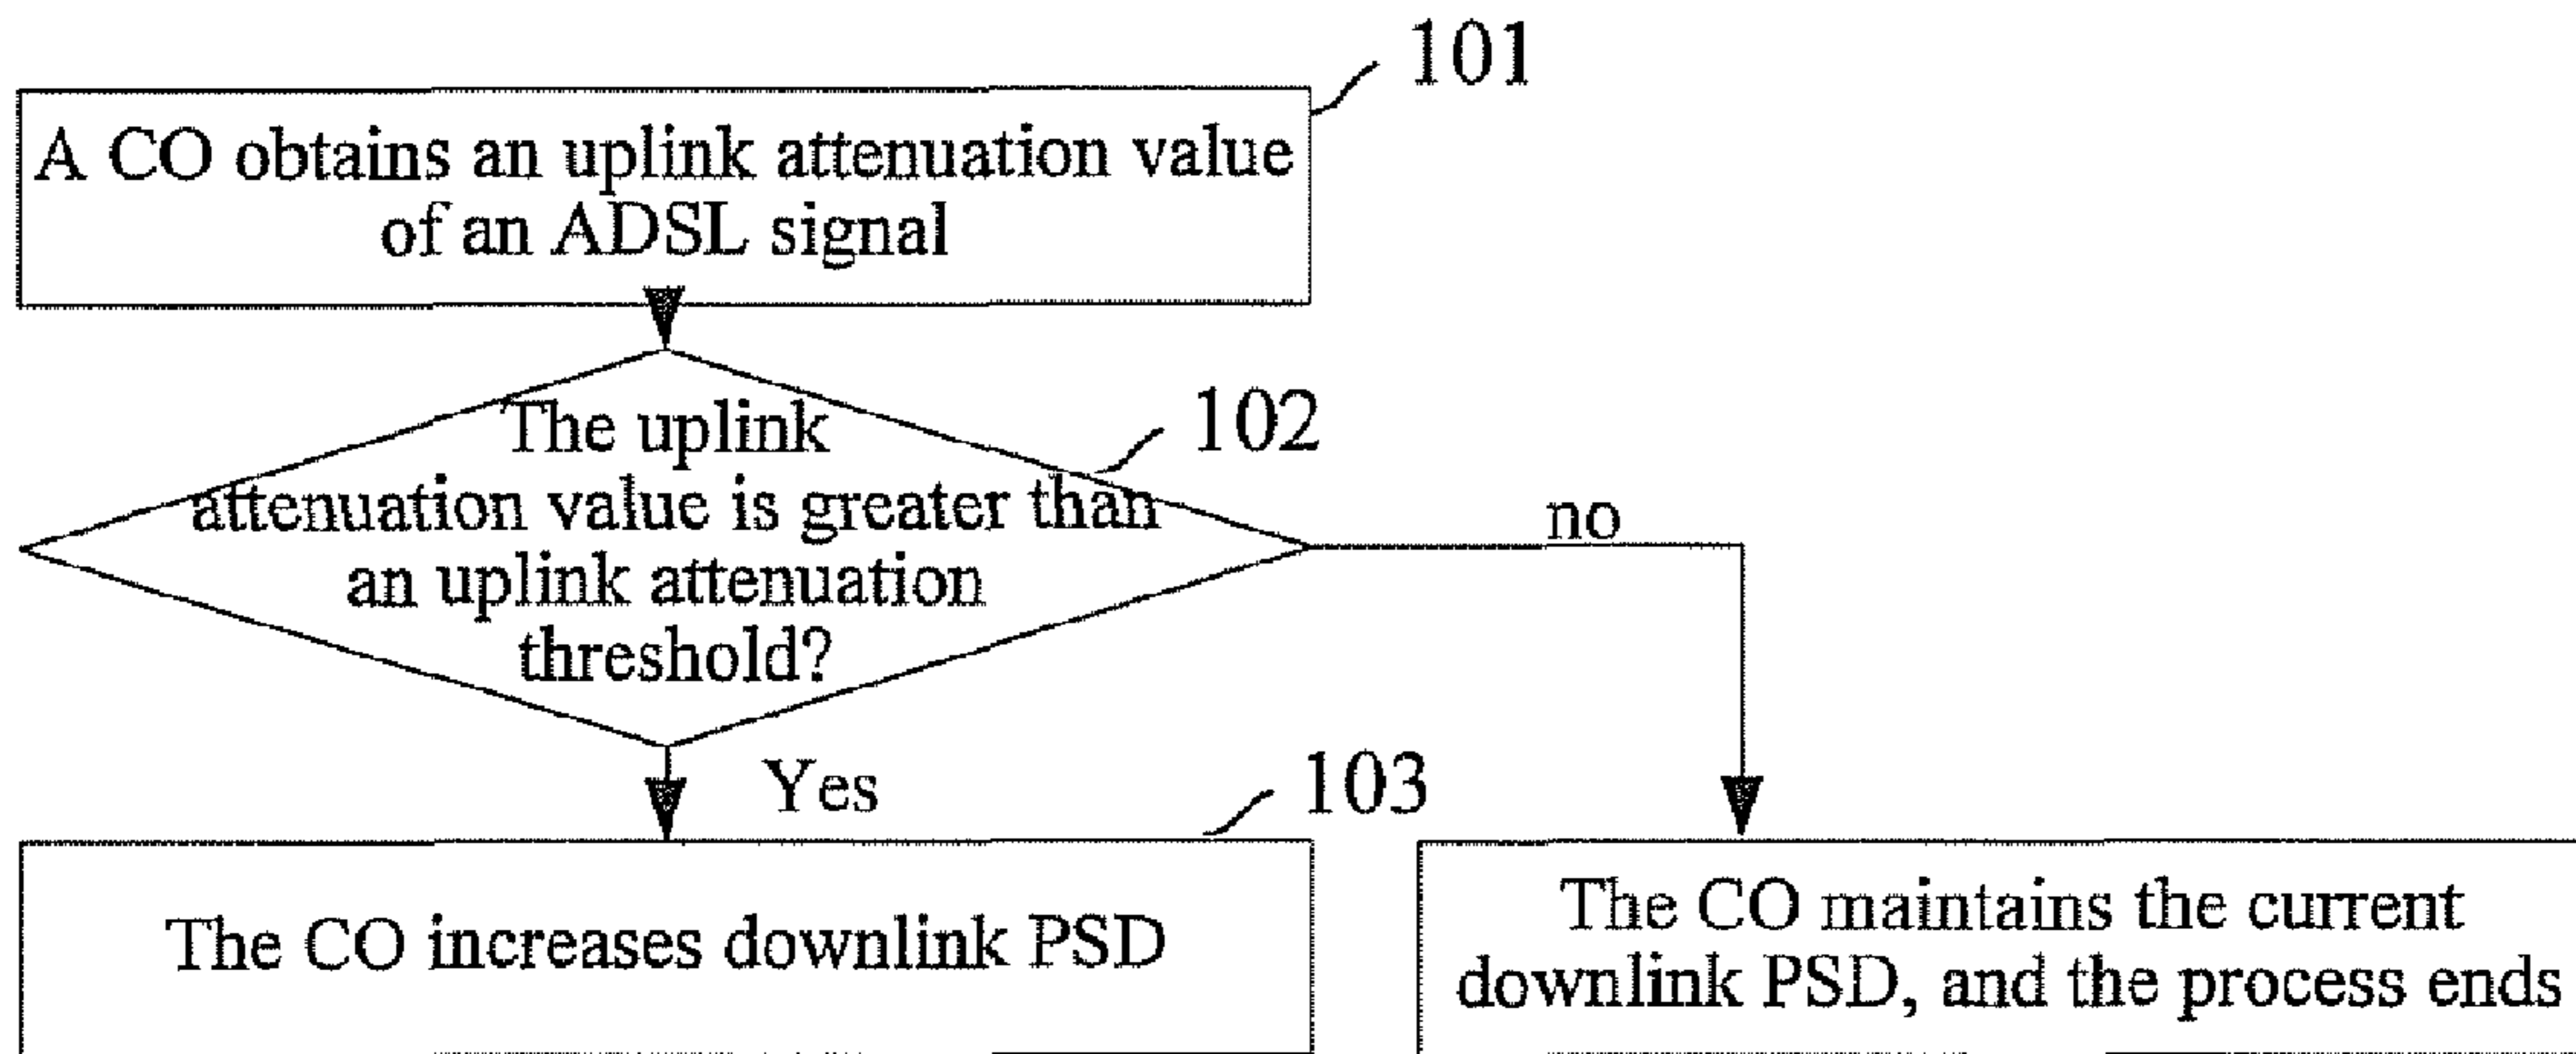 101
A CO obtains an uplink attenuation value
of an ADSL signal
102
The uplink
attenuation value is greater than
an uplink attenuation
threshold?
no
Yes
103
The CO increases downlink PSD
The CO maintains the current
downlink PSD, and the process ends